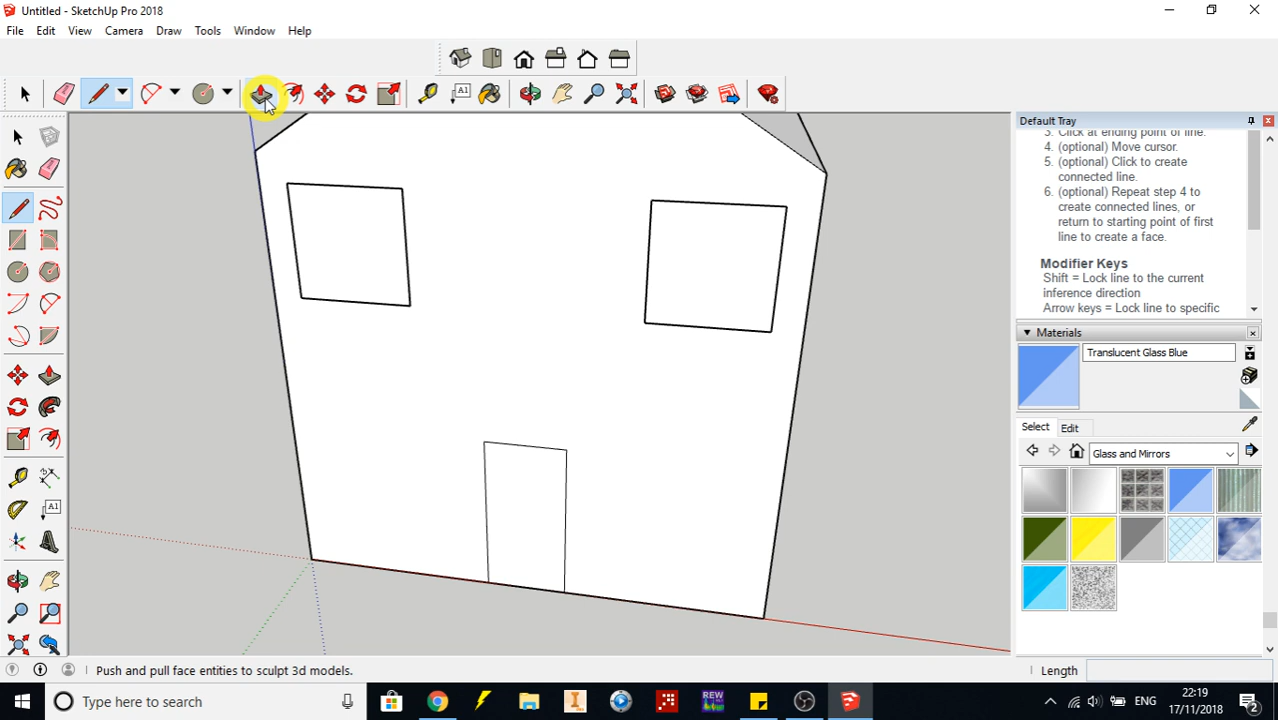 Untitled - SketchUp Pro 2018
File Edit View Camera Draw Tools Window Help
A1
Default Tray
3. Click at ending point of line.
4. (optional) Move cursor.
5. (optional) Click to create
connected line.
6. (optional) Repeat step 4 to
create connected lines, or
return to starting point of first
line to create a face.
Modifier Keys
Shift = Lock line to the current
inference direction
Arrow keys = Lock line to specific
Materials
Translucent Glass Blue
Select Edit
Glass and Mirrors
A1
Push and pull face entities to sculpt 3d models.
Length
Type here to search
REW
ENG
22:19
17/11/2018
2